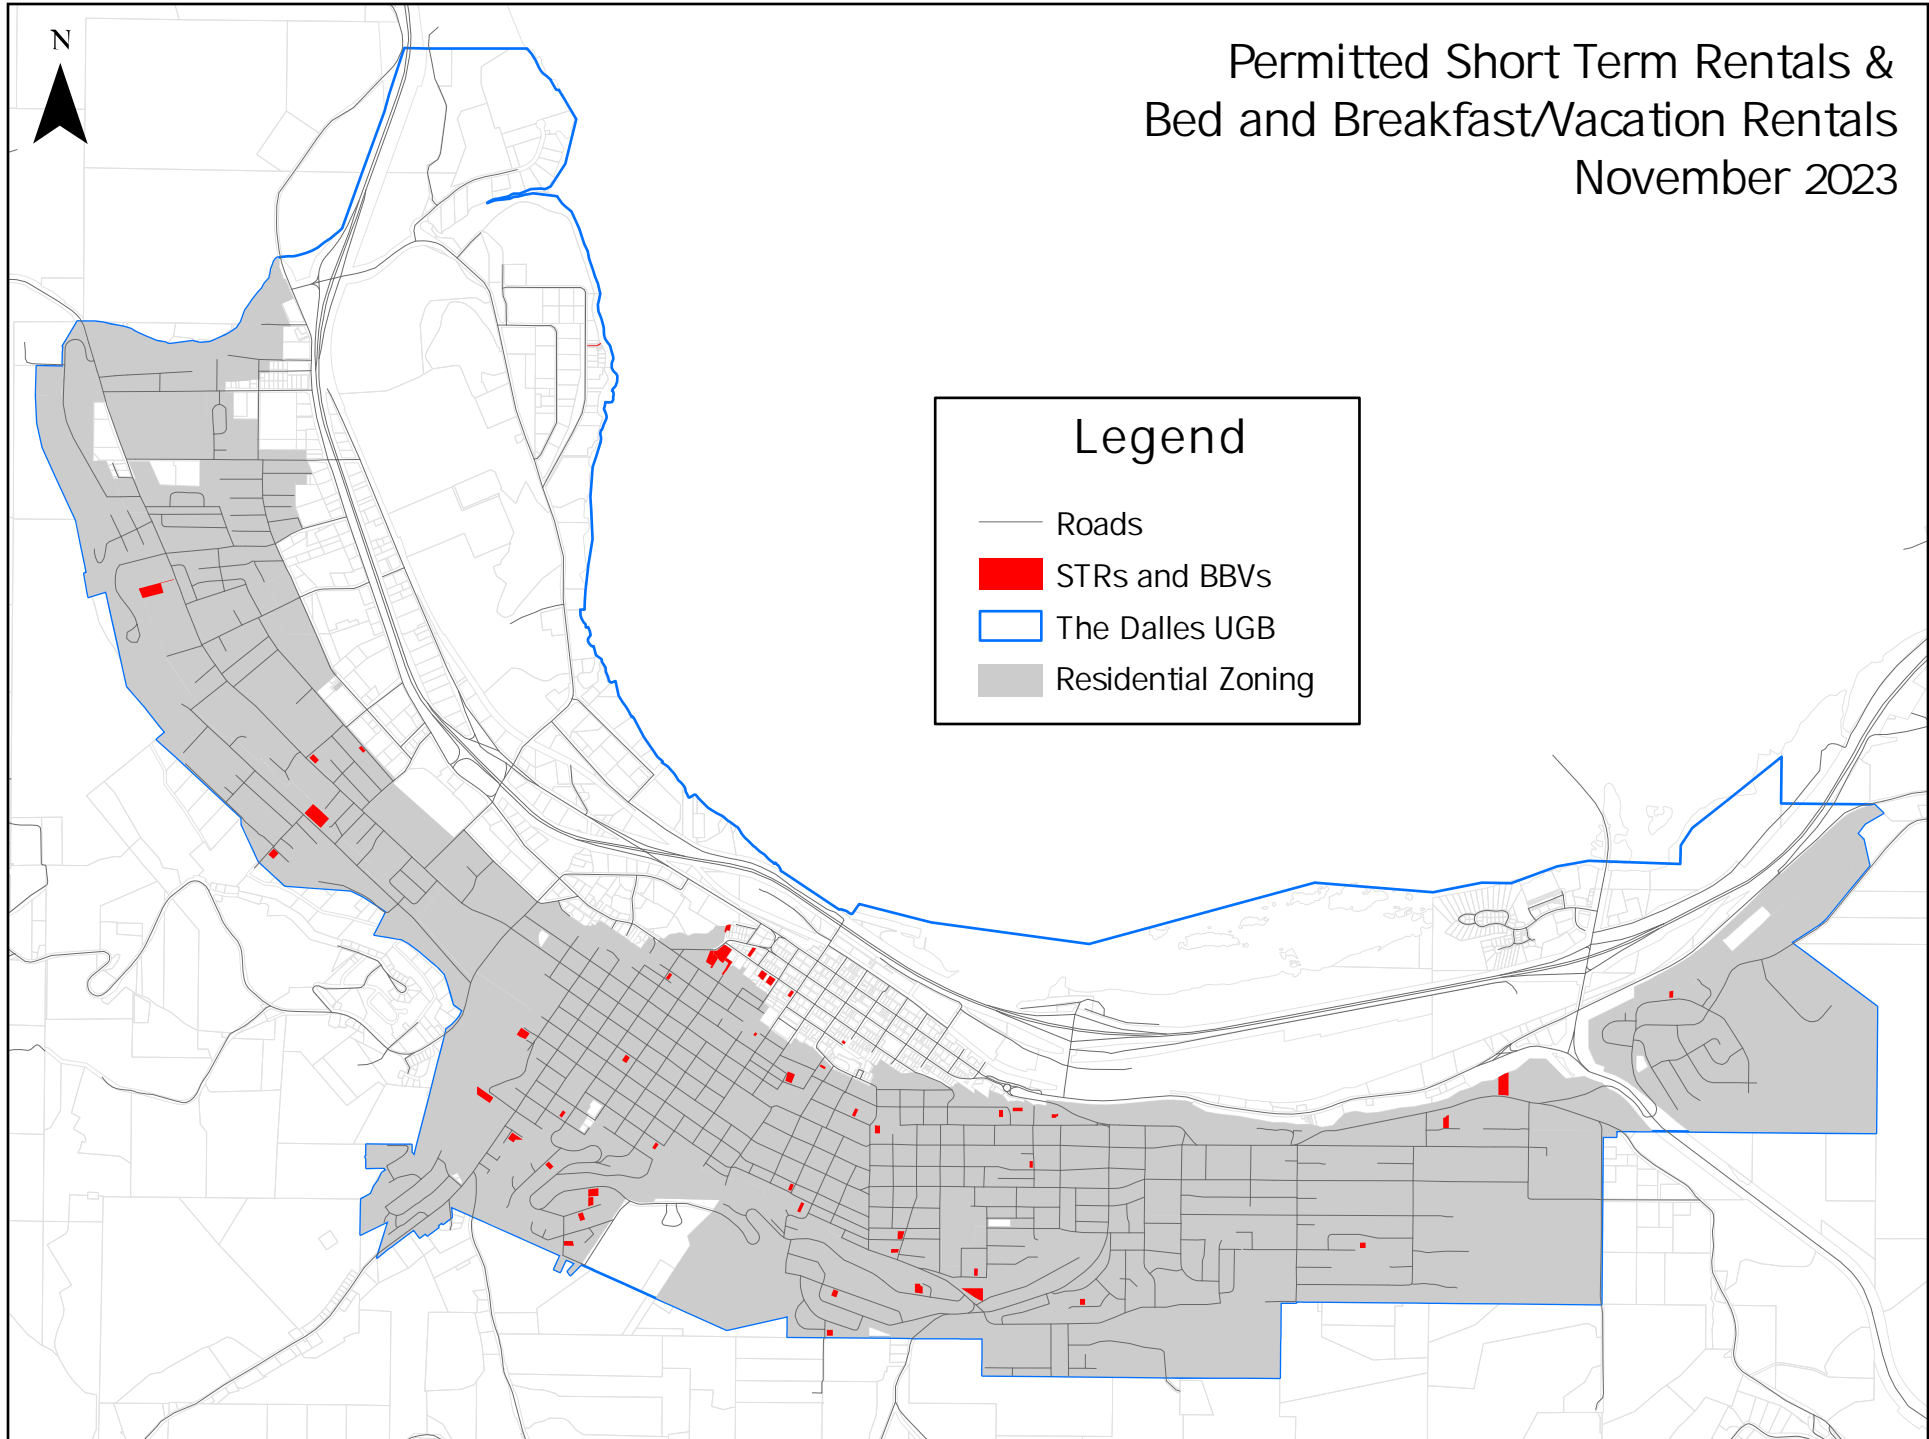 N
Permitted Short Term Rentals &
Bed and Breakfast/Vacation Rentals
November 2023
Legend
Roads
STRs and BBVs
The Dalles UGB
Residential Zoning